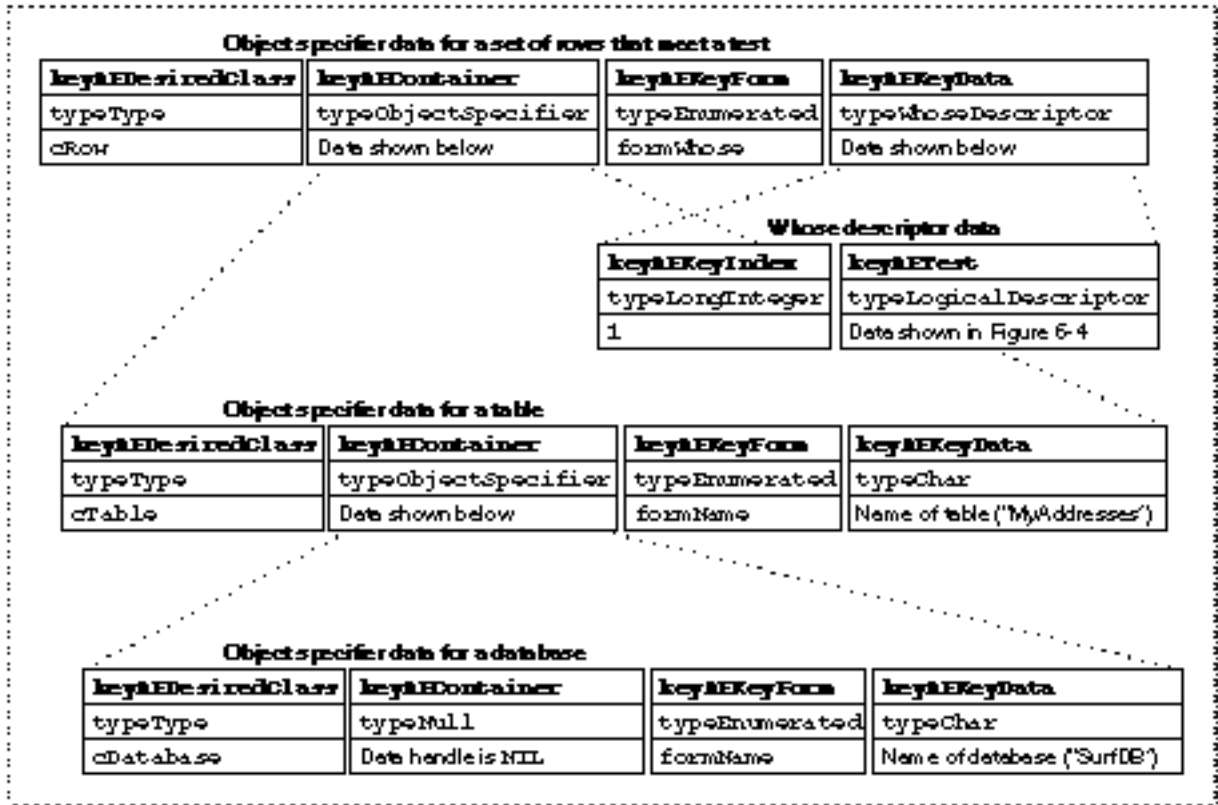 Object specifier data for a set of rows that meet a test
keyAEDesiredClass keyAEContainer keyAEKeyForm keyAEKeyData
typeType typeObjectSpecifier typeEnumerated typeWhoseDescriptor
cRow Data shown below formWhose Data shown below
Whose descriptor data
keyAEKeyIndex keyAETest
typeLongInteger typeLogicalDescriptor
1 Data shown in Figure 6-4
Object specifier data for a table
keyAEDesiredClass keyAEContainer keyAEKeyForm keyAEKeyData
typeType typeObjectSpecifier typeEnumerated typeChar
cTable Data shown below formName Name of table ("MyAddresses")
Object specifier data for a database
keyAEDesiredClass keyAEContainer keyAEKeyForm keyAEKeyData
typeType typeNull typeEnumerated typeChar
cDatabase Data handle is NIL formName Name of database ("SurfDB")